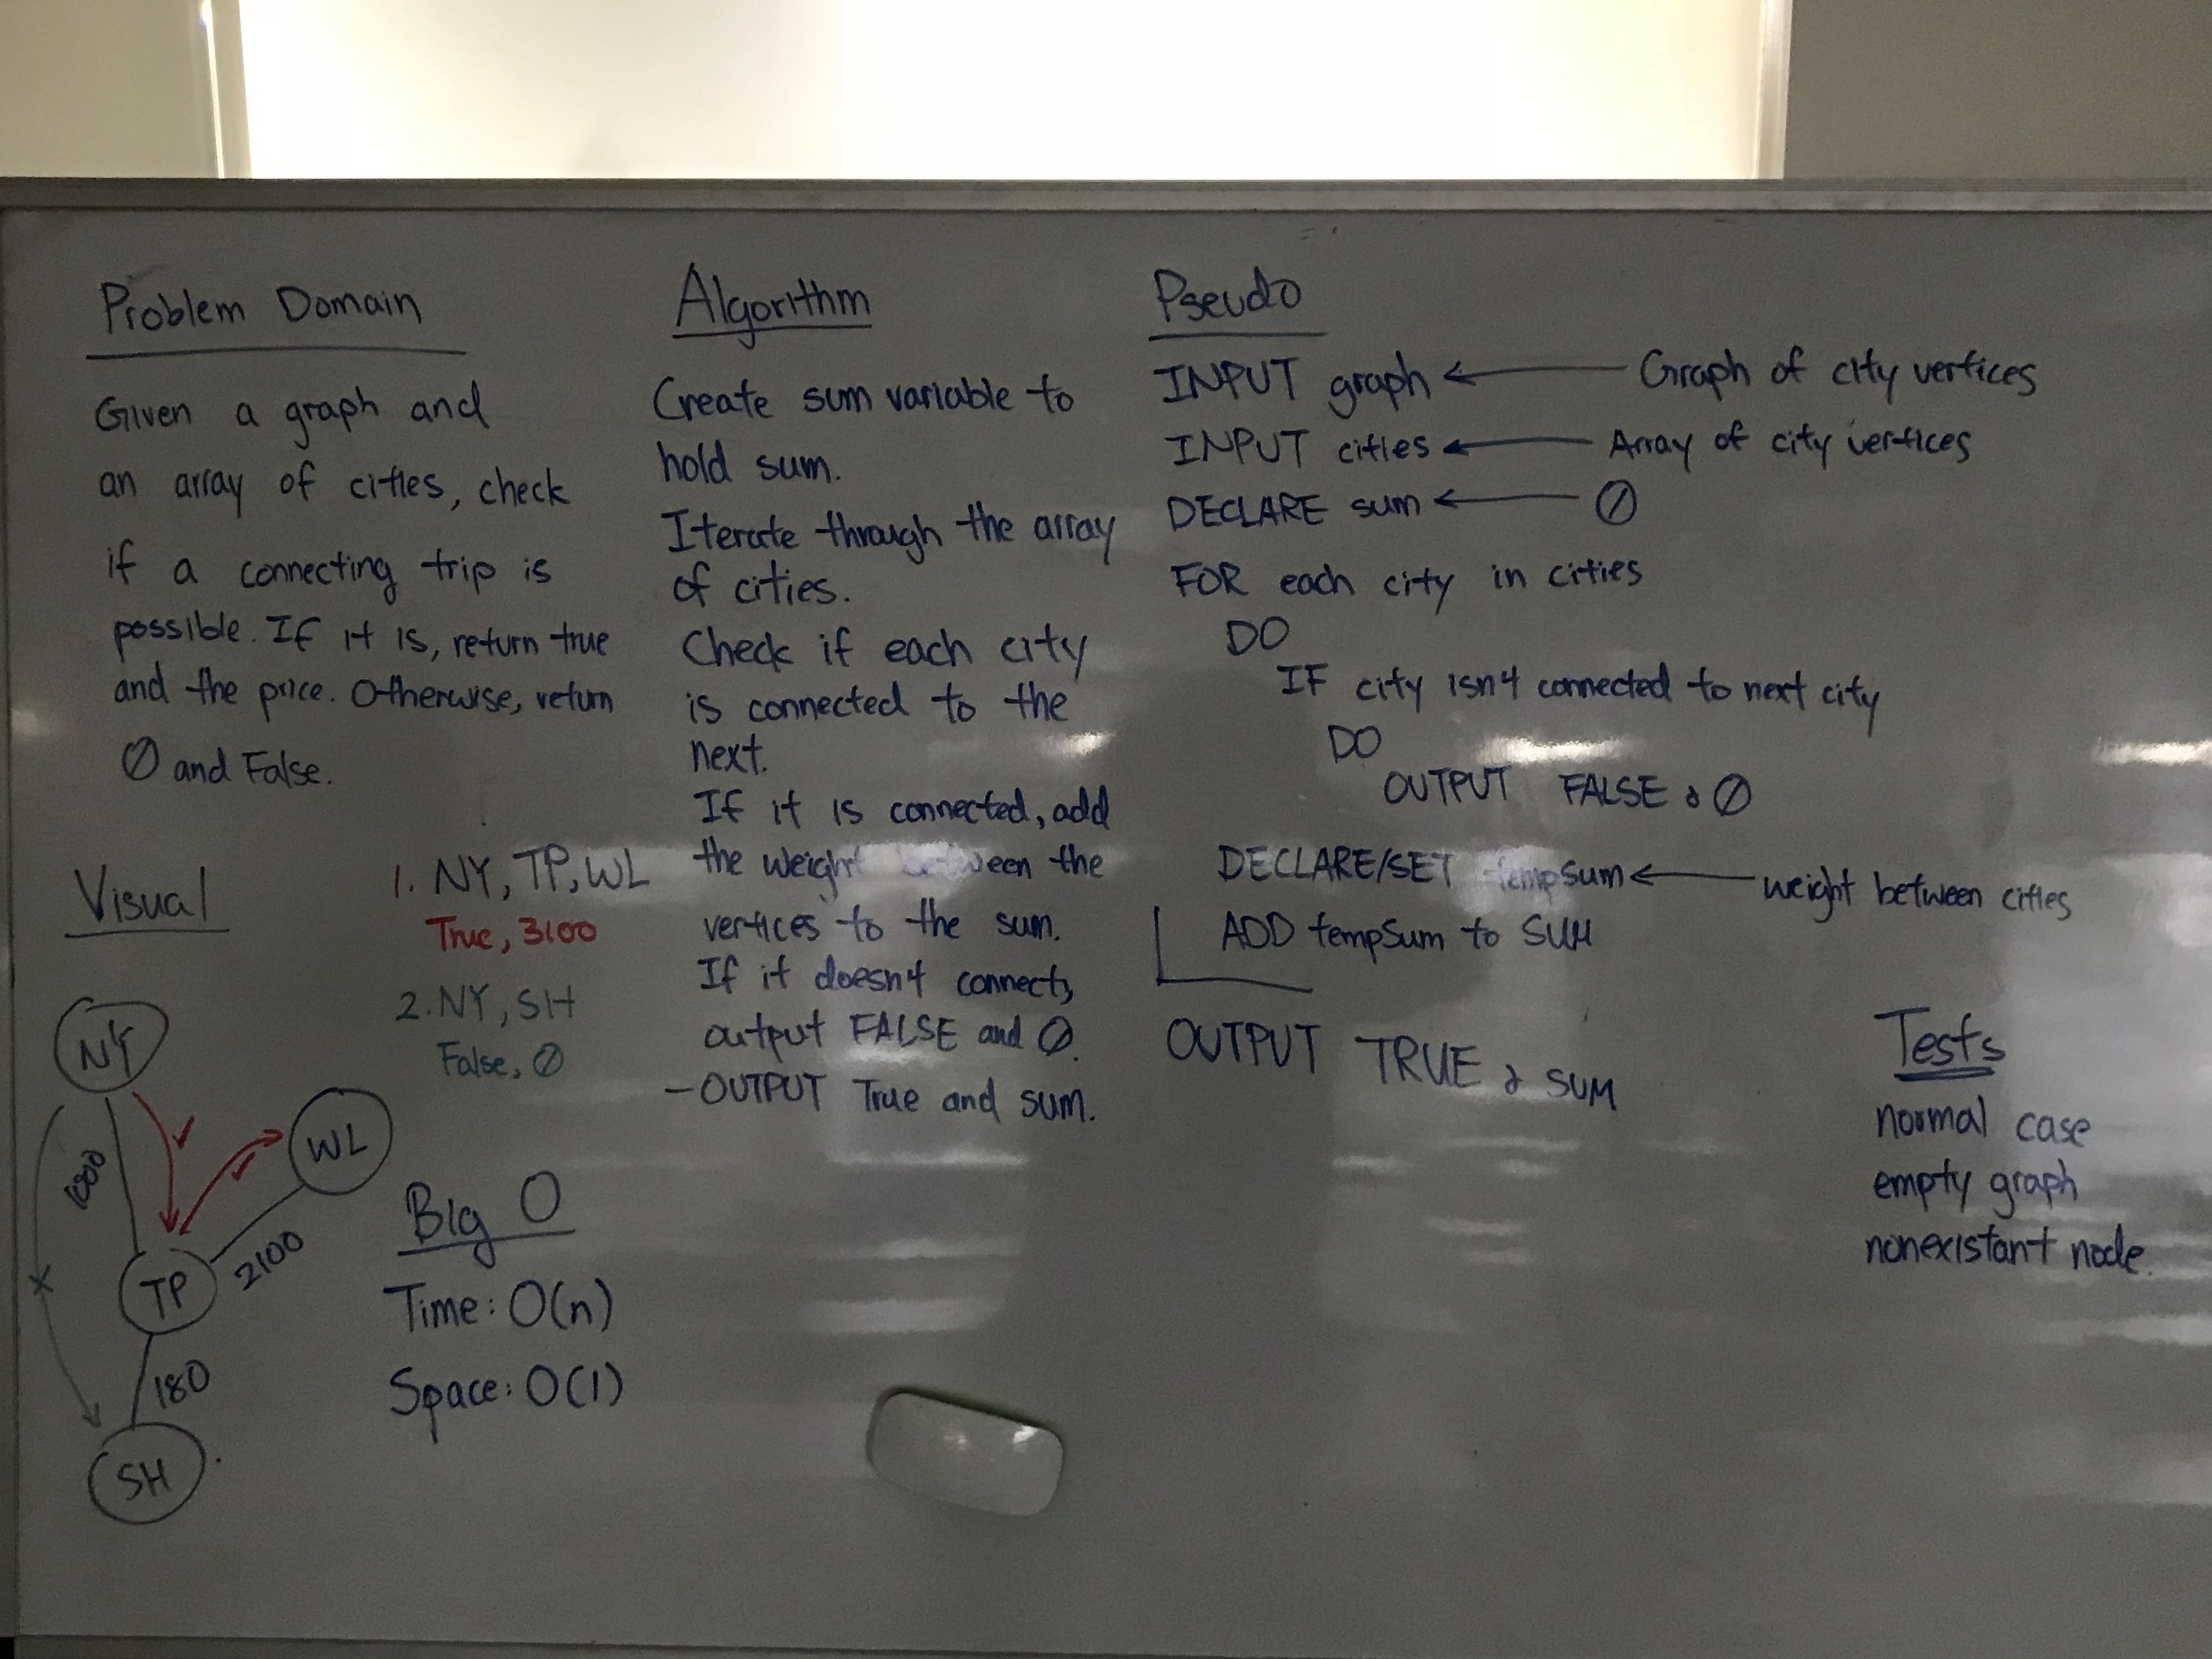 Problem Domain
Given a graph and
an array of cities, check
if a connecting trip is
possible. If it is, return true
and the price. Otherwise, return
Ø and False.
Visual
1. NY, TP, WL
True, 3100
2. NY, SH
False, Ø
NY
WL
TP
2100
180
SH
Big O
Time: O(n)
Space: O(1)
Algorithm
Create sum variable to
hold sum.
Iterate through the array
of cities.
Check if each city
is connected to the
next.
If it is connected, add
the weight between the
vertices to the sum.
If it doesn't connect,
output FALSE and Ø.
- OUTPUT True and sum.
Pseudo
INPUT graph ← Graph of city vertices
INPUT cities ← Array of city vertices
DECLARE sum ← Ø
FOR each city in cities
DO
IF city isn't connected to next city
DO
OUTPUT FALSE & Ø
DECLARE/SET tempSum ← weight between cities
ADD tempSum to SUM
OUTPUT TRUE & SUM
Tests
normal case
empty graph
nonexistant node.